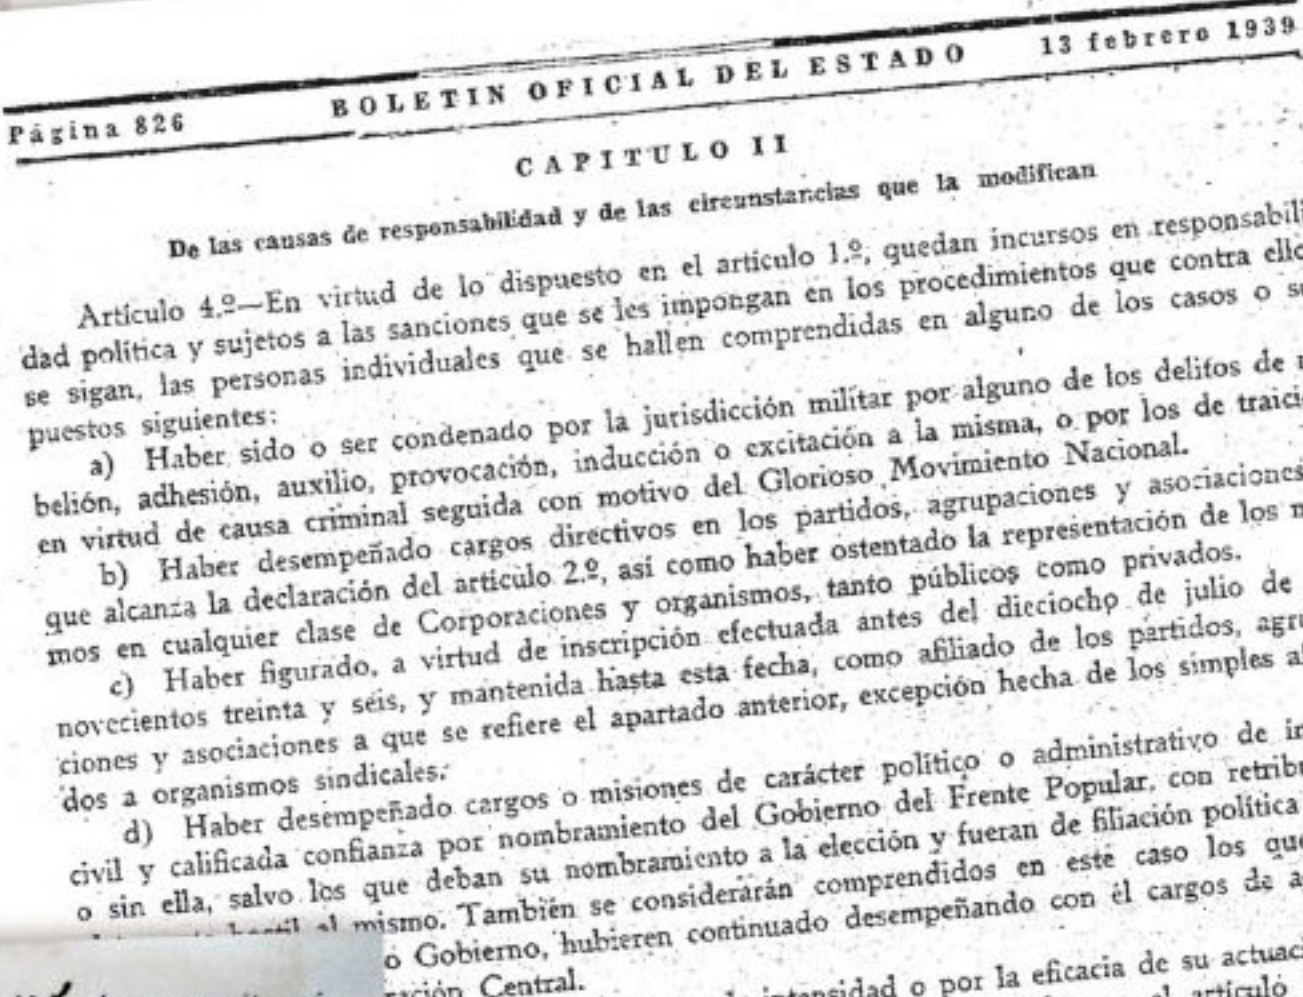 Página 826
BOLETIN OFICIAL DEL ESTADO
13 febrero 1939
CAPITULO II
De las causas de responsabilidad y de las circunstancias que la modifican
Artículo 4.º—En virtud de lo dispuesto en el artículo 1.º, quedan incursos en responsabili
dad política y sujetos a las sanciones que se les impongan en los procedimientos que contra ello
se sigan, las personas individuales que se hallen comprendidas en alguno de los casos o su
puestos siguientes:
a) Haber sido o ser condenado por la jurisdicción militar por alguno de los delitos de r
belión, adhesión, auxilio, provocación, inducción o excitación a la misma, o por los de traici
en virtud de causa criminal seguida con motivo del Glorioso Movimiento Nacional.
b) Haber desempeñado cargos directivos en los partidos, agrupaciones y asociaciones
que alcanza la declaración del artículo 2.º, así como haber ostentado la representación de los m
mos en cualquier clase de Corporaciones y organismos, tanto públicos como privados.
c) Haber figurado, a virtud de inscripción efectuada antes del dieciocho de julio de
novecientos treinta y seis, y mantenida hasta esta fecha, como afiliado de los partidos, agru
ciones y asociaciones a que se refiere el apartado anterior, excepción hecha de los simples a
dos a organismos sindicales.
d) Haber desempeñado cargos o misiones de carácter político o administrativo de ín
civil y calificada confianza por nombramiento del Gobierno del Frente Popular, con retribu
o sin ella, salvo los que deban su nombramiento a la elección y fueran de filiación política
al mismo. También se considerarán comprendidos en este caso los que
o Gobierno, hubieren continuado desempeñando con él cargos de a
ración Central.
intensidad o por la eficacia de su actuaci
el artículo